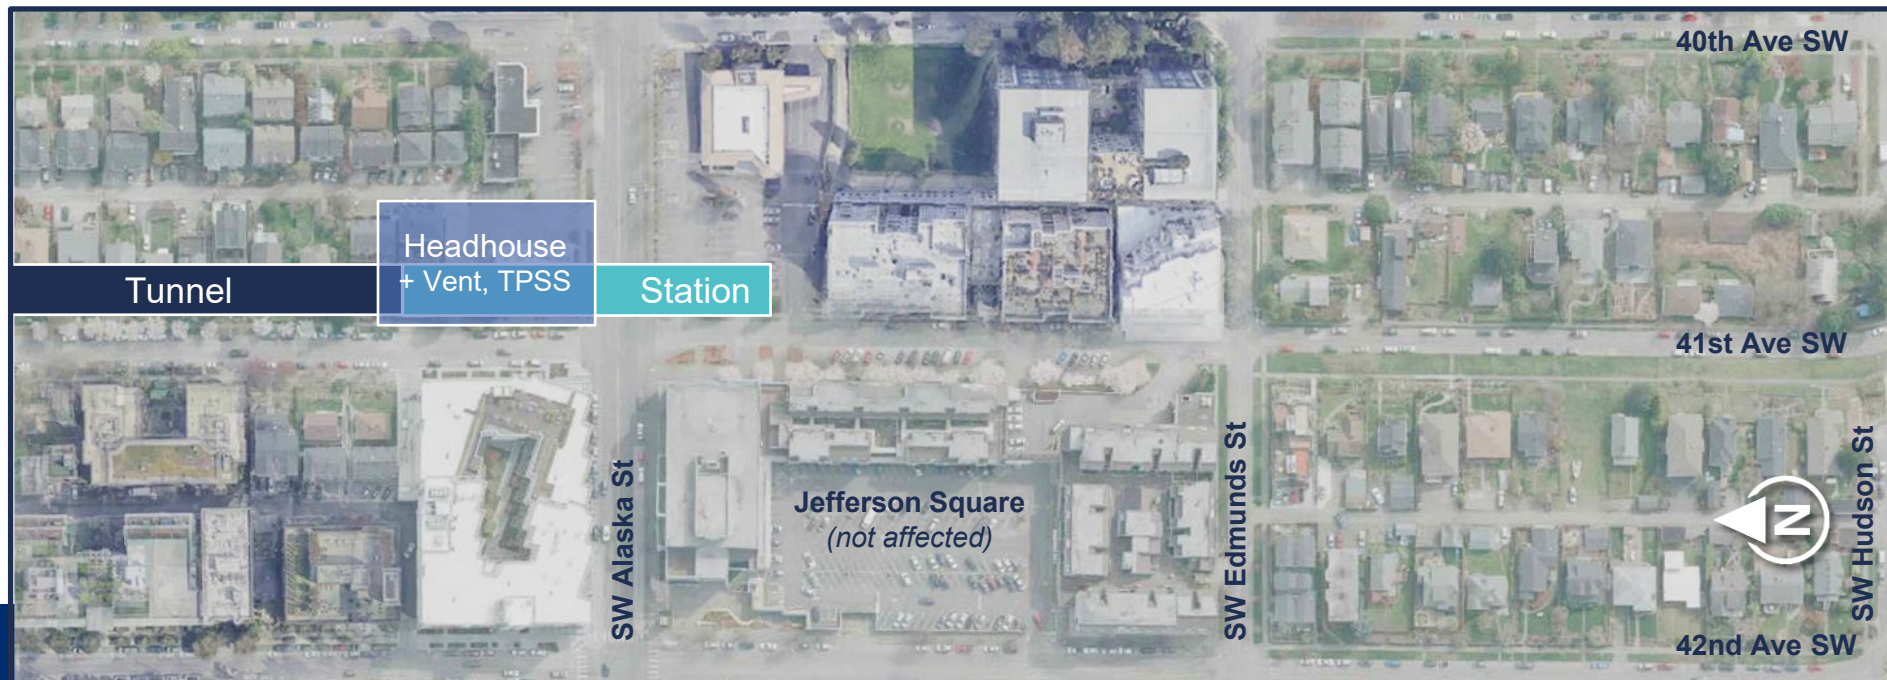 40th Ave SW
Headhouse
+ Vent, TPSS
Tunnel
Station
41st Ave SW
SW Alaska St
Jefferson Square
(not affected)
SW Edmunds St
N
SW Hudson St
42nd Ave SW